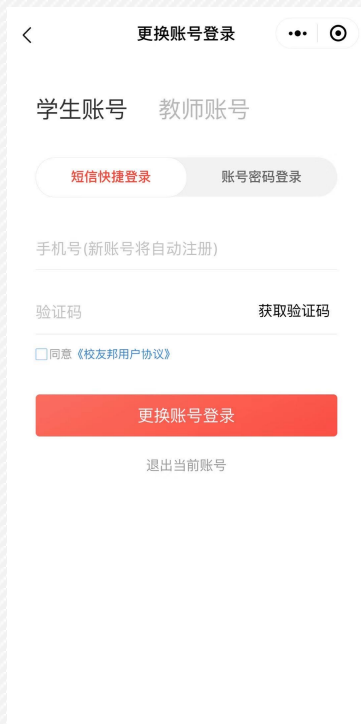 更换账号登录
学生账号 教师账号
短信快捷登录 账号密码登录
手机号(新账号将自动注册)
验证码 获取验证码
同意《校友邦用户协议》
更换账号登录
退出当前账号